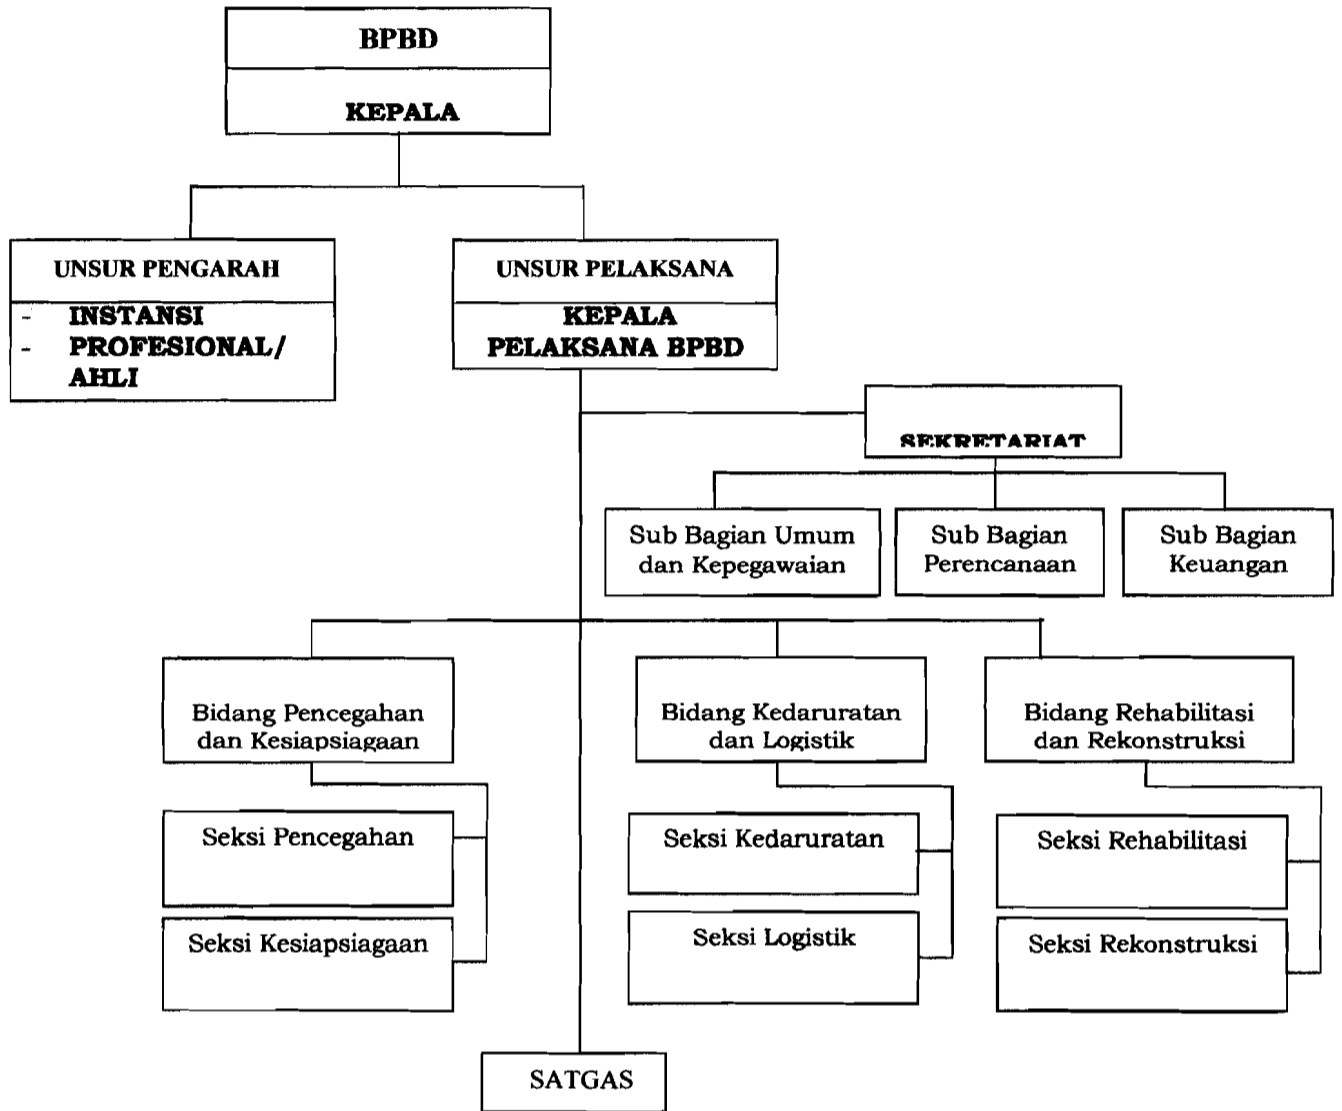 BPBD
KEPALA
UNSUR PENGARAH
- INSTANSI
- PROFESIONAL/
AHLI
UNSUR PELAKSANA
KEPALA
PELAKSANA BPBD
SEKRETARIAT
Sub Bagian Umum
dan Kepegawaian
Sub Bagian
Perencanaan
Sub Bagian
Keuangan
Bidang Pencegahan
dan Kesiapsiagaan
Bidang Kedaruratan
dan Logistik
Bidang Rehabilitasi
dan Rekonstruksi
Seksi Pencegahan
Seksi Kedaruratan
Seksi Rehabilitasi
Seksi Kesiapsiagaan
Seksi Logistik
Seksi Rekonstruksi
SATGAS